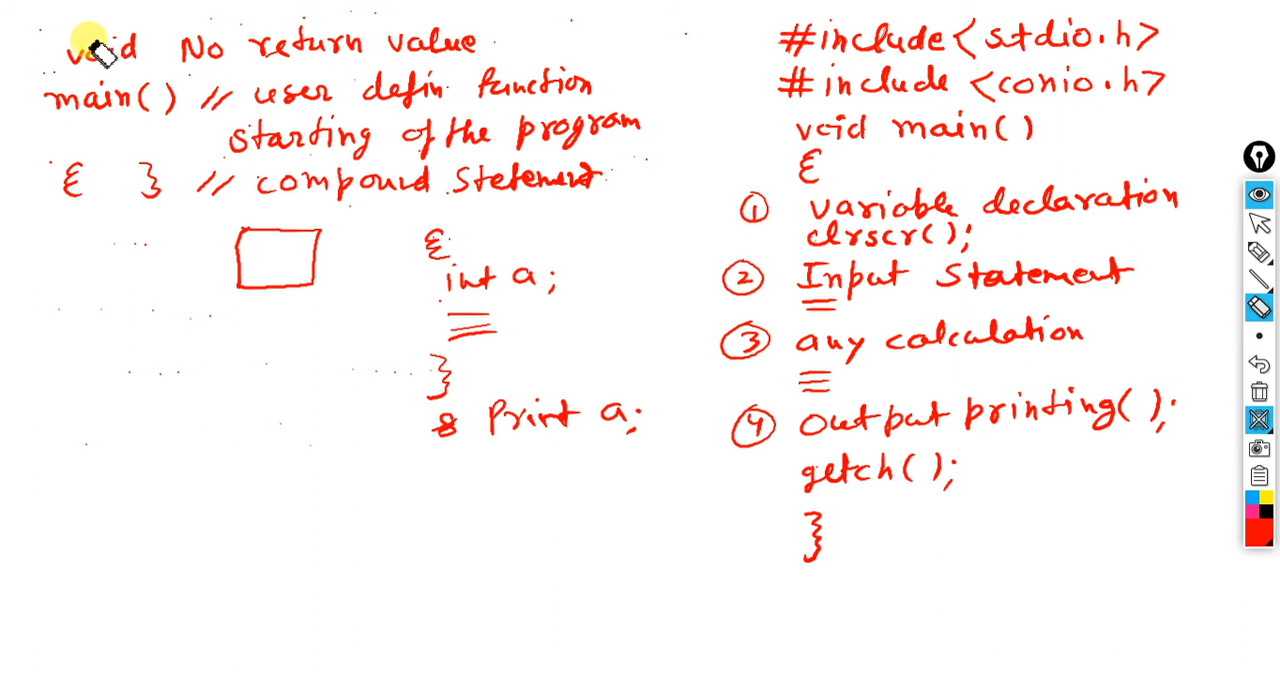 void No return value
main() // user defin function
starting of the program
{ } // compound statement
{
int a;
}
Print a;
#include<stdio.h>
#include <conio.h>
void main()
{
① variable declaration
clrscr();
② Input Statement
③ any calculation
④ output printing();
getch();
}